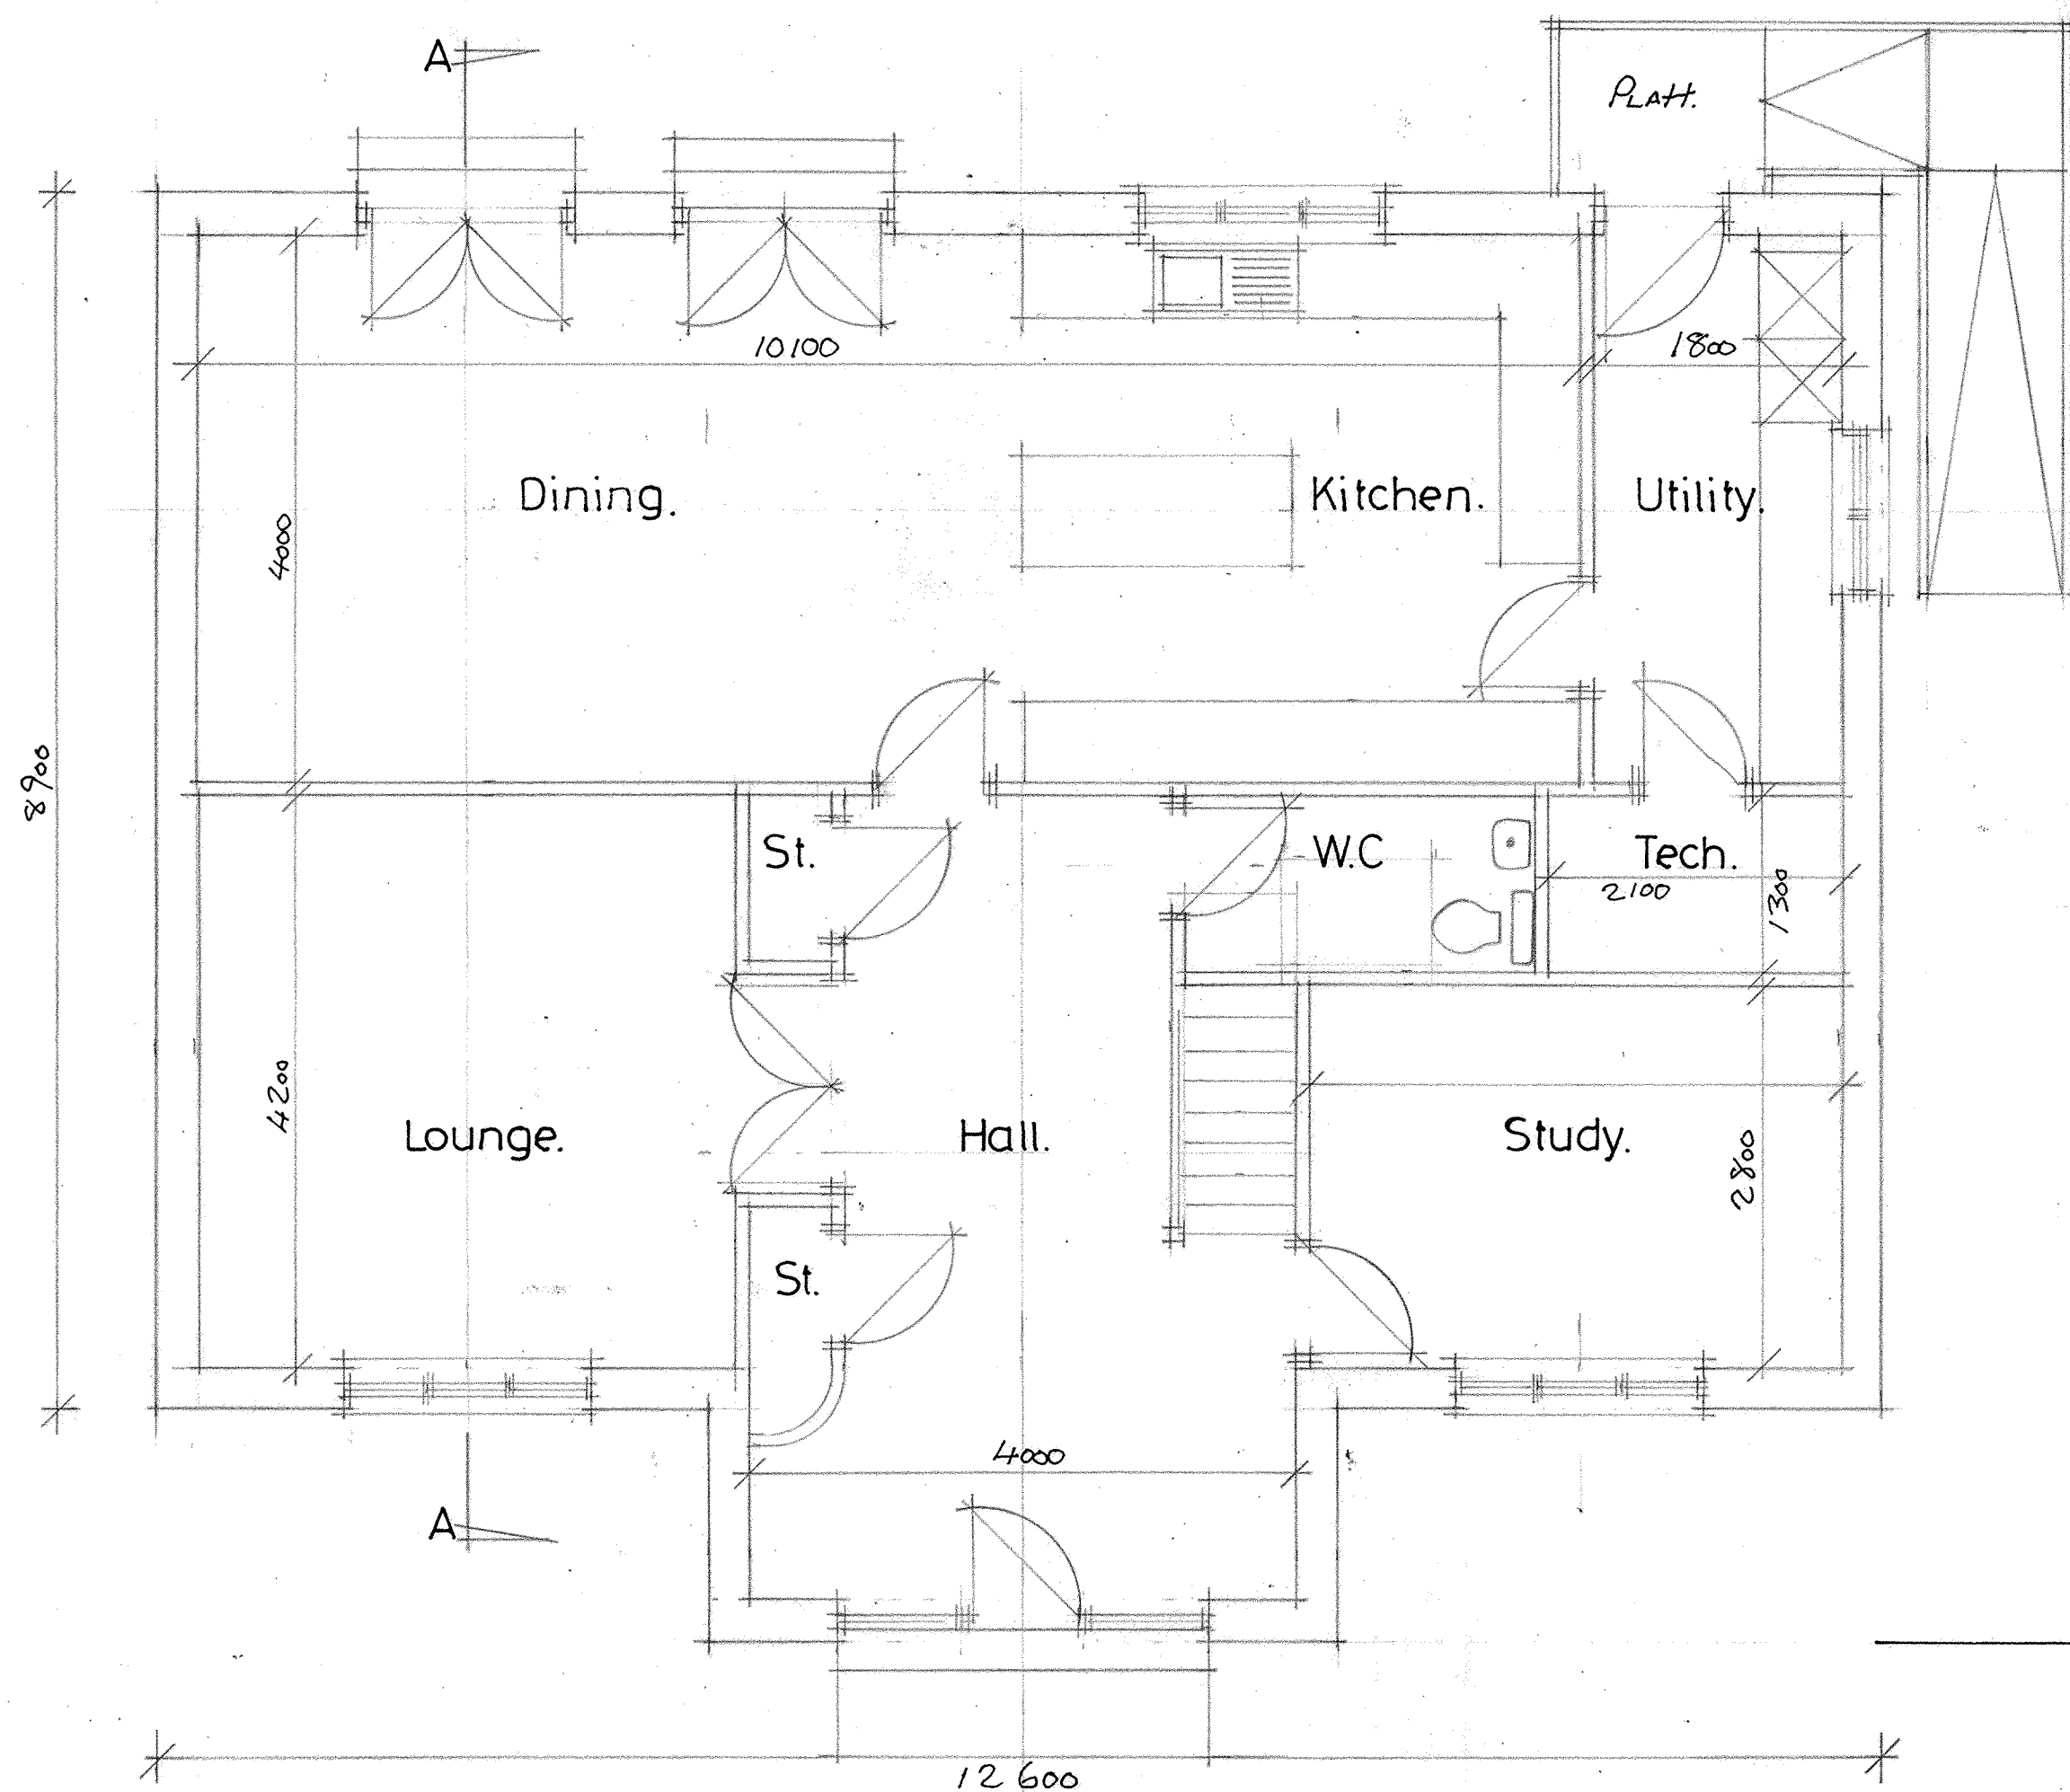 A
PLATT.
10100
1800
Dining.
Kitchen.
Utility.
4000
8900
St.
W.C
Tech.
2100
1300
4200
Lounge.
Hall.
Study.
2800
St.
4000
A
12600